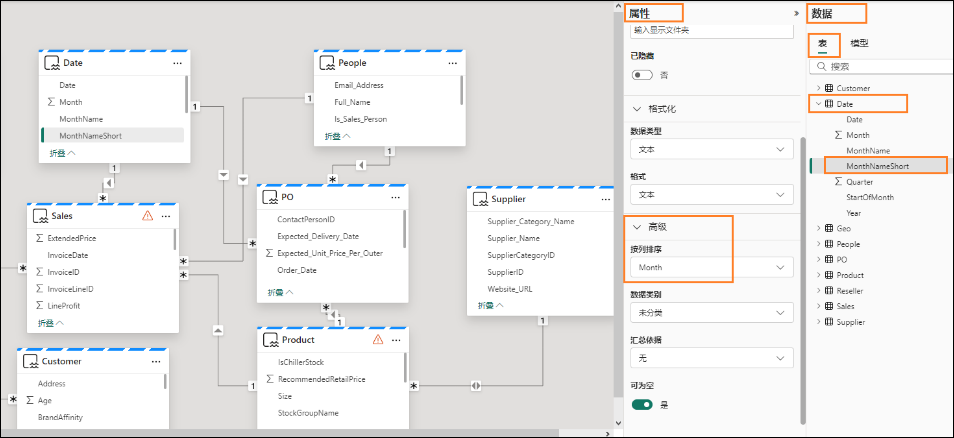 Date
Date
Month
MonthName
MonthNameShort
折叠
People
Email_Address
Full_Name
Is_Sales_Person
折叠
1
1
1
1
Sales
ExtendedPrice
InvoiceDate
InvoiceID
InvoiceLineID
LineProfit
折叠
PO
ContactPersonID
Expected_Delivery_Date
Expected_Unit_Price_Per_Outer
Order_Date
折叠
Supplier
Supplier_Category_Name
Supplier_Name
SupplierCategoryID
SupplierID
Website_URL
折叠
1
1
1
Customer
Address
Age
BrandAffinity
Product
IsChillerStock
RecommendedRetailPrice
Size
StockGroupName
属性
输入显示文件夹
已隐藏
否
格式化
数据类型
文本
格式
文本
高级
按列排序
Month
数据类别
未分类
汇总依据
无
可为空
是
数据
表 模型
搜索
Customer
Date
Date
Month
MonthName
MonthNameShort
Quarter
StartOfMonth
Year
Geo
People
PO
Product
Reseller
Sales
Supplier